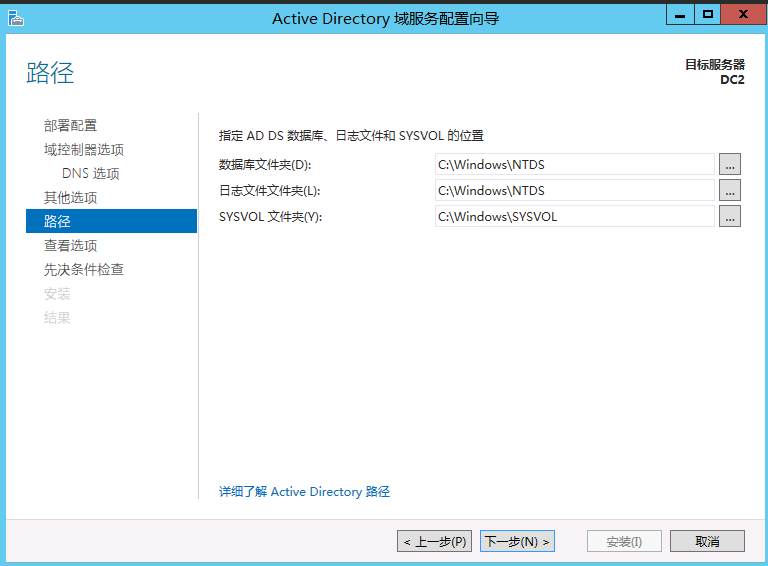 Active Directory 域服务配置向导
路径
目标服务器
DC2
部署配置
域控制器选项
DNS 选项
其他选项
路径
查看选项
先决条件检查
安装
结果
指定 AD DS 数据库、日志文件和 SYSVOL 的位置
数据库文件夹(D): C:\Windows\NTDS ...
日志文件文件夹(L): C:\Windows\NTDS ...
SYSVOL 文件夹(Y): C:\Windows\SYSVOL ...
详细了解 Active Directory 路径
< 上一步(P) 下一步(N) > 安装(I) 取消